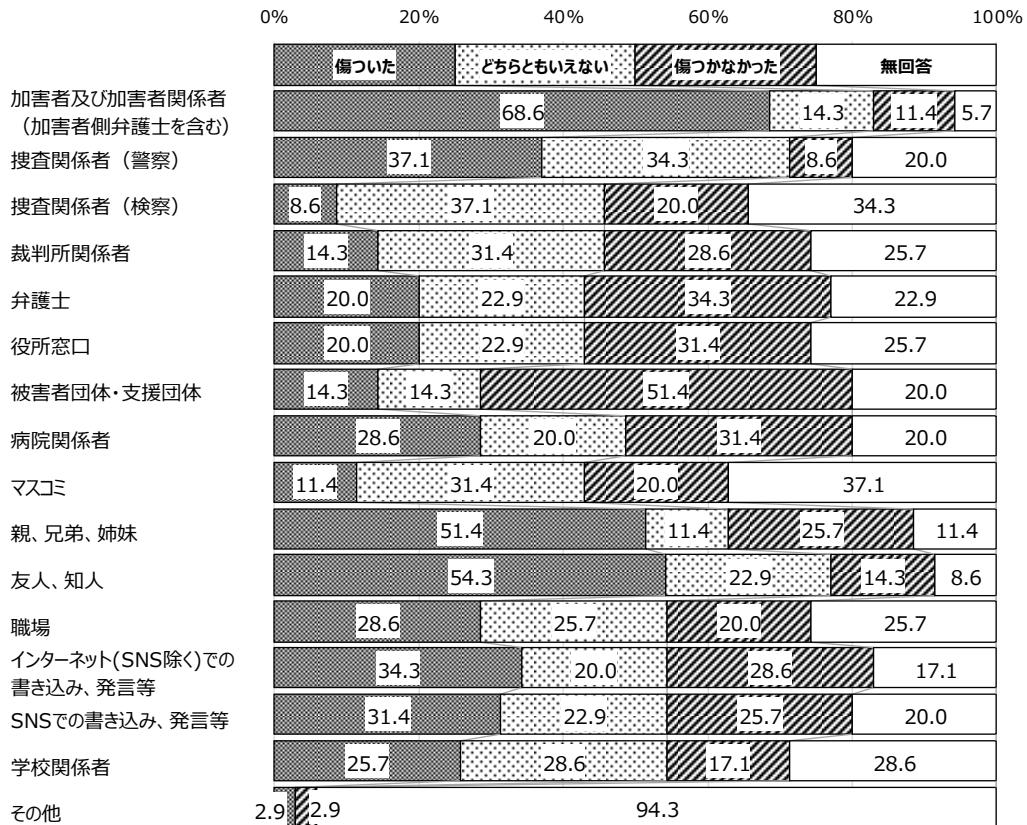 0% 20% 40% 60% 80% 100%
傷ついた どちらともいえない 傷つかなかった 無回答
加害者及び加害者関係者
（加害者側弁護士を含む） 68.6 14.3 11.4 5.7
捜査関係者（警察） 37.1 34.3 8.6 20.0
捜査関係者（検察） 8.6 37.1 20.0 34.3
裁判所関係者 14.3 31.4 28.6 25.7
弁護士 20.0 22.9 34.3 22.9
役所窓口 20.0 22.9 31.4 25.7
被害者団体・支援団体 14.3 14.3 51.4 20.0
病院関係者 28.6 20.0 31.4 20.0
マスコミ 11.4 31.4 20.0 37.1
親、兄弟、姉妹 51.4 11.4 25.7 11.4
友人、知人 54.3 22.9 14.3 8.6
職場 28.6 25.7 20.0 25.7
インターネット(SNS除く)での
書き込み、発言等 34.3 20.0 28.6 17.1
SNSでの書き込み、発言等 31.4 22.9 25.7 20.0
学校関係者 25.7 28.6 17.1 28.6
その他 2.9 2.9 94.3